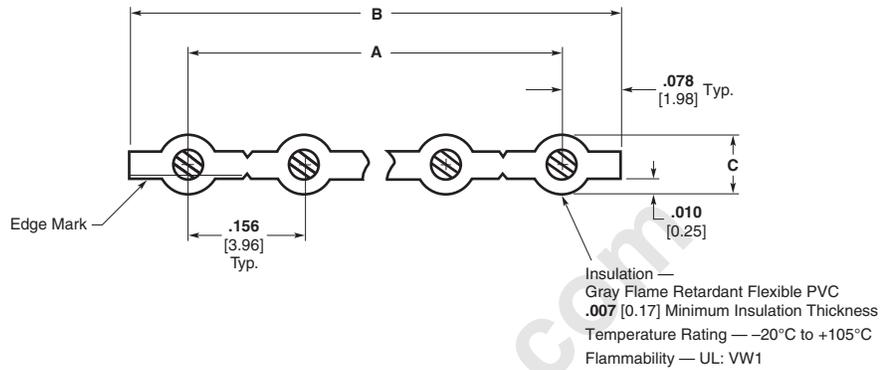 B
A
.078
[1.98]
Typ.
C
.010
[0.25]
Edge Mark
.156
[3.96]
Typ.
Insulation —
Gray Flame Retardant Flexible PVC
.007 [0.17] Minimum Insulation Thickness
Temperature Rating — –20°C to +105°C
Flammability — UL: VW1
com